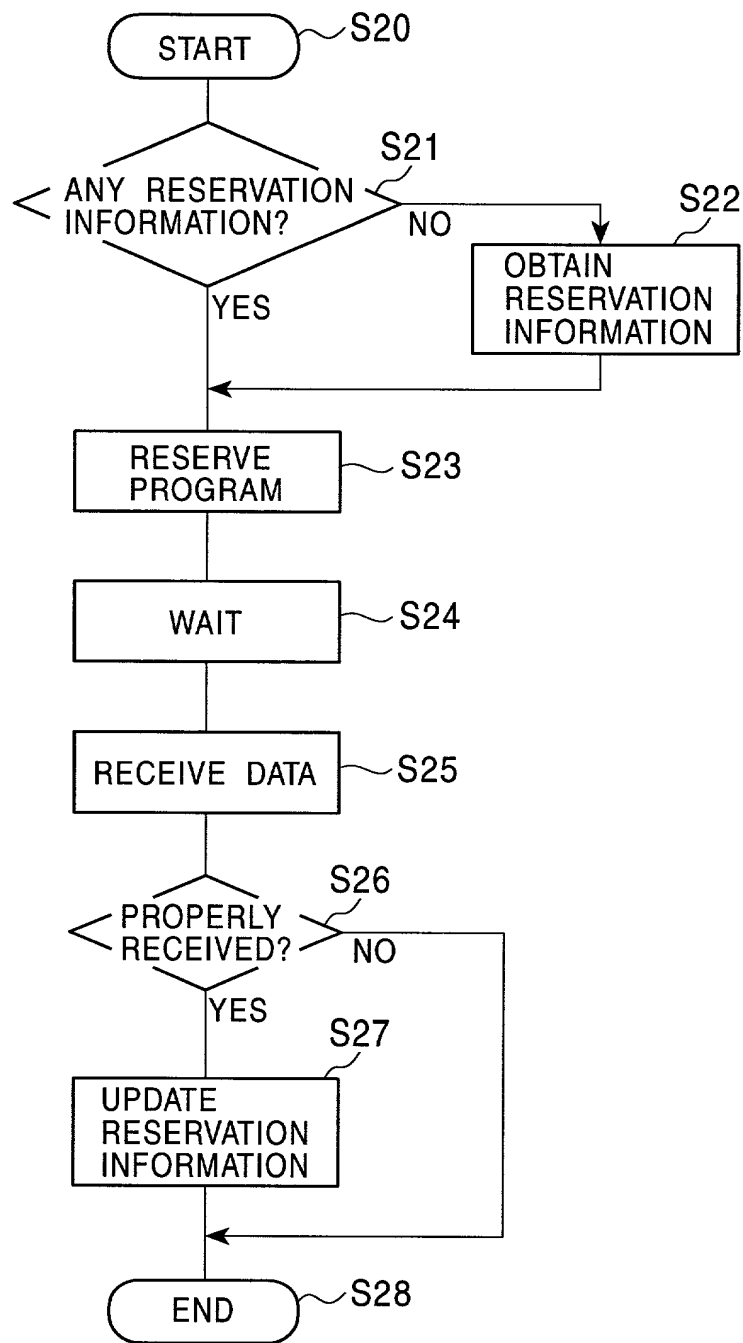 START
S20
S21
ANY RESERVATION
INFORMATION?
NO
YES
S22
OBTAIN
RESERVATION
INFORMATION
RESERVE
PROGRAM
S23
WAIT
S24
RECEIVE DATA
S25
S26
PROPERLY
RECEIVED?
NO
YES
S27
UPDATE
RESERVATION
INFORMATION
END
S28